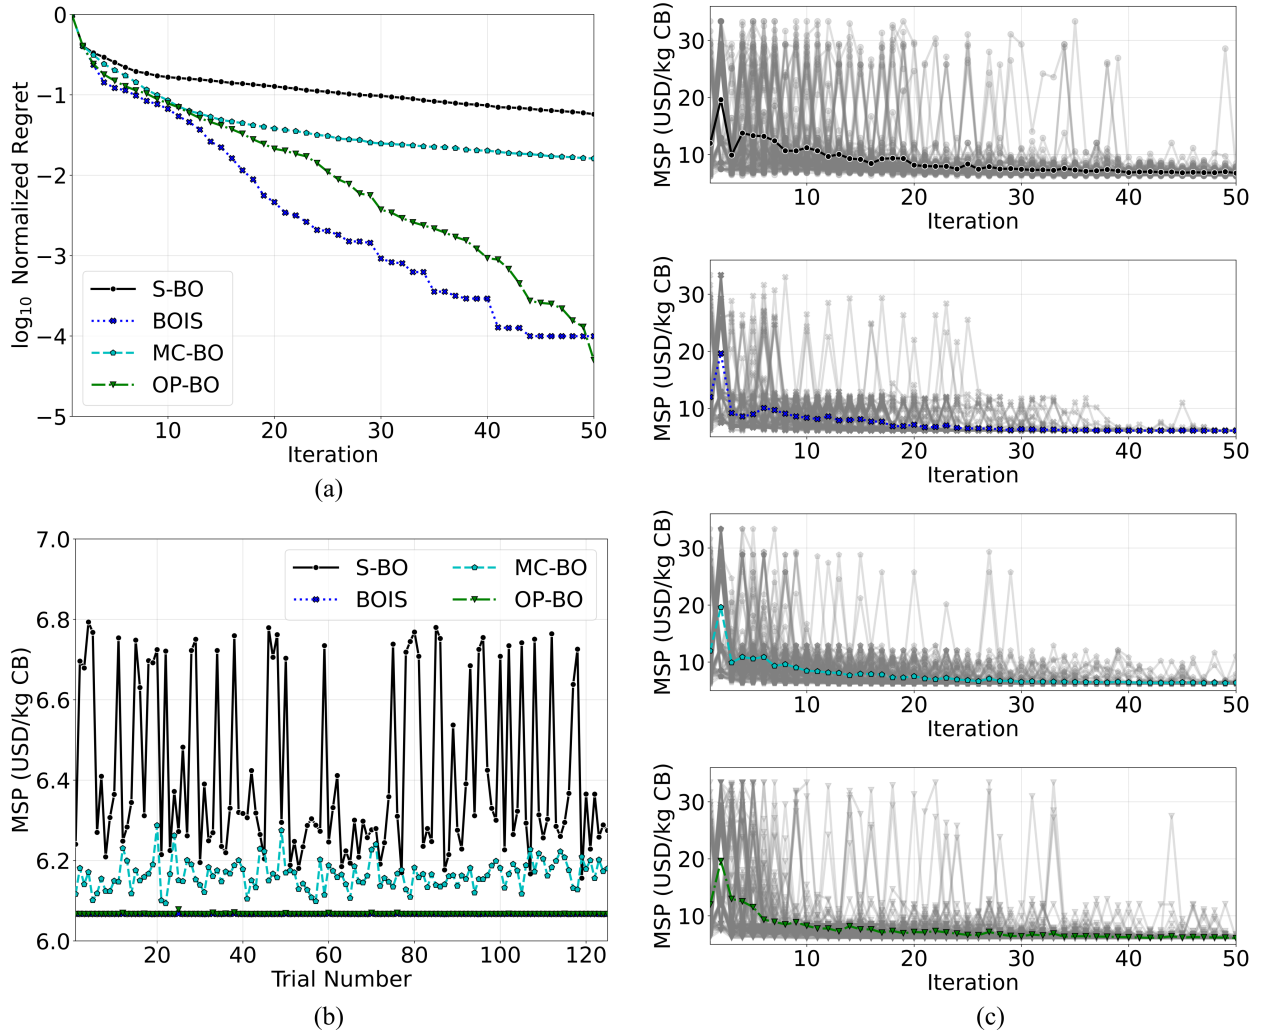 0
−1
−2
−3
−4
−5
log₁₀ Normalized Regret
S-BO
BOIS
MC-BO
OP-BO
10 20 30 40 50
Iteration
(a)
7.0
6.8
6.6
6.4
6.2
6.0
MSP (USD/kg CB)
S-BO MC-BO
BOIS OP-BO
20 40 60 80 100 120
Trial Number
(b)
MSP (USD/kg CB)
30
20
10
10 20 30 40 50
Iteration
MSP (USD/kg CB)
30
20
10
10 20 30 40 50
Iteration
MSP (USD/kg CB)
30
20
10
10 20 30 40 50
Iteration
MSP (USD/kg CB)
30
20
10
10 20 30 40 50
Iteration
(c)